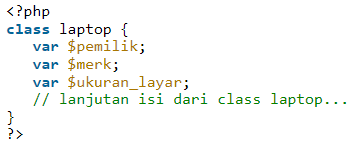 <?php
class laptop {
   var $pemilik;
   var $merk;
   var $ukuran_layar;
   // lanjutan isi dari class laptop...
}
?>